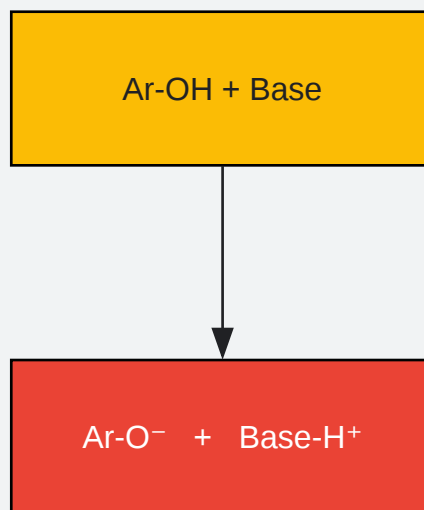 Ar-OH + Base
Ar-O⁻ + Base-H⁺